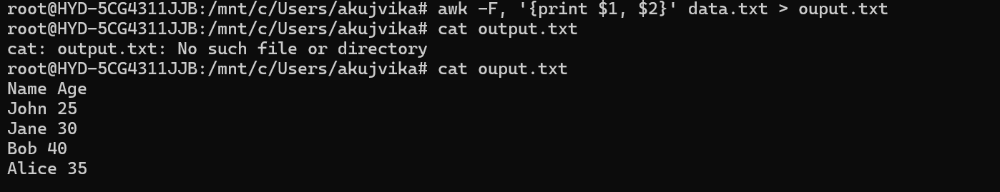 root@HYD-5CG4311JJB:/mnt/c/Users/akujvika# awk -F, '{print $1, $2}' data.txt > ouput.txt
root@HYD-5CG4311JJB:/mnt/c/Users/akujvika# cat output.txt
cat: output.txt: No such file or directory
root@HYD-5CG4311JJB:/mnt/c/Users/akujvika# cat ouput.txt
Name Age
John 25
Jane 30
Bob 40
Alice 35